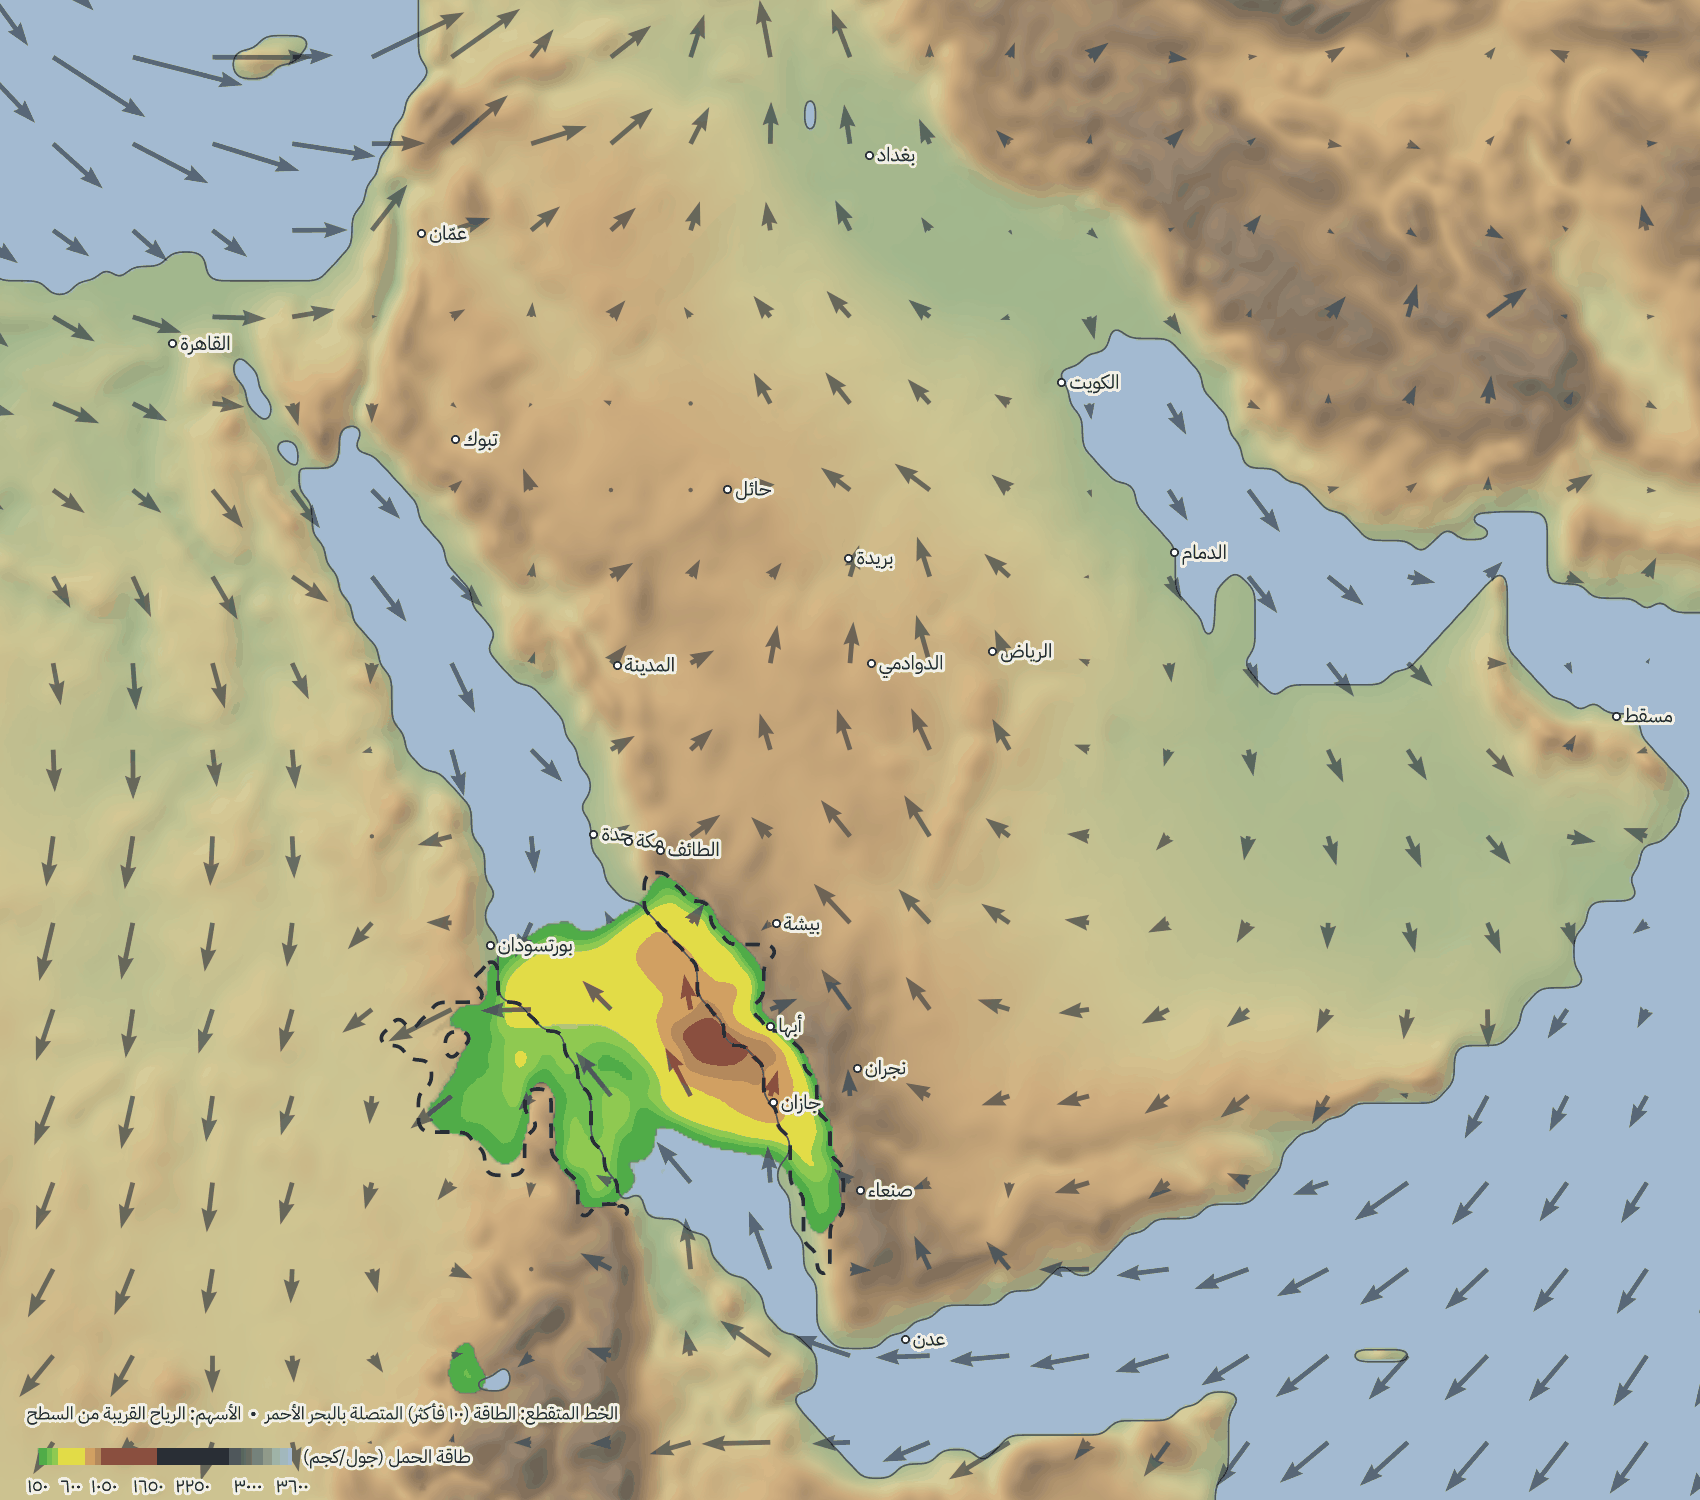 بغداد
عمّان
القاهرة
الكويت
تبوك
حائل
الدمام
بريدة
المدينة
الدوادمي
الرياض
مسقط
جدة
مكة
الطائف
بيشة
بورتسودان
أبها
نجران
جازان
صنعاء
عدن
الخط المتقطع: الطاقة (١٠٠ فأكثر) المتصلة بالبحر الأحمر • الأسهم: الرياح القريبة من السطح
طاقة الحمل (جول/كجم)
١٥٠ ٦٠٠ ١٠٥٠ ١٦٥٠ ٢٢٥٠ ٣٠٠٠ ٣٦٠٠